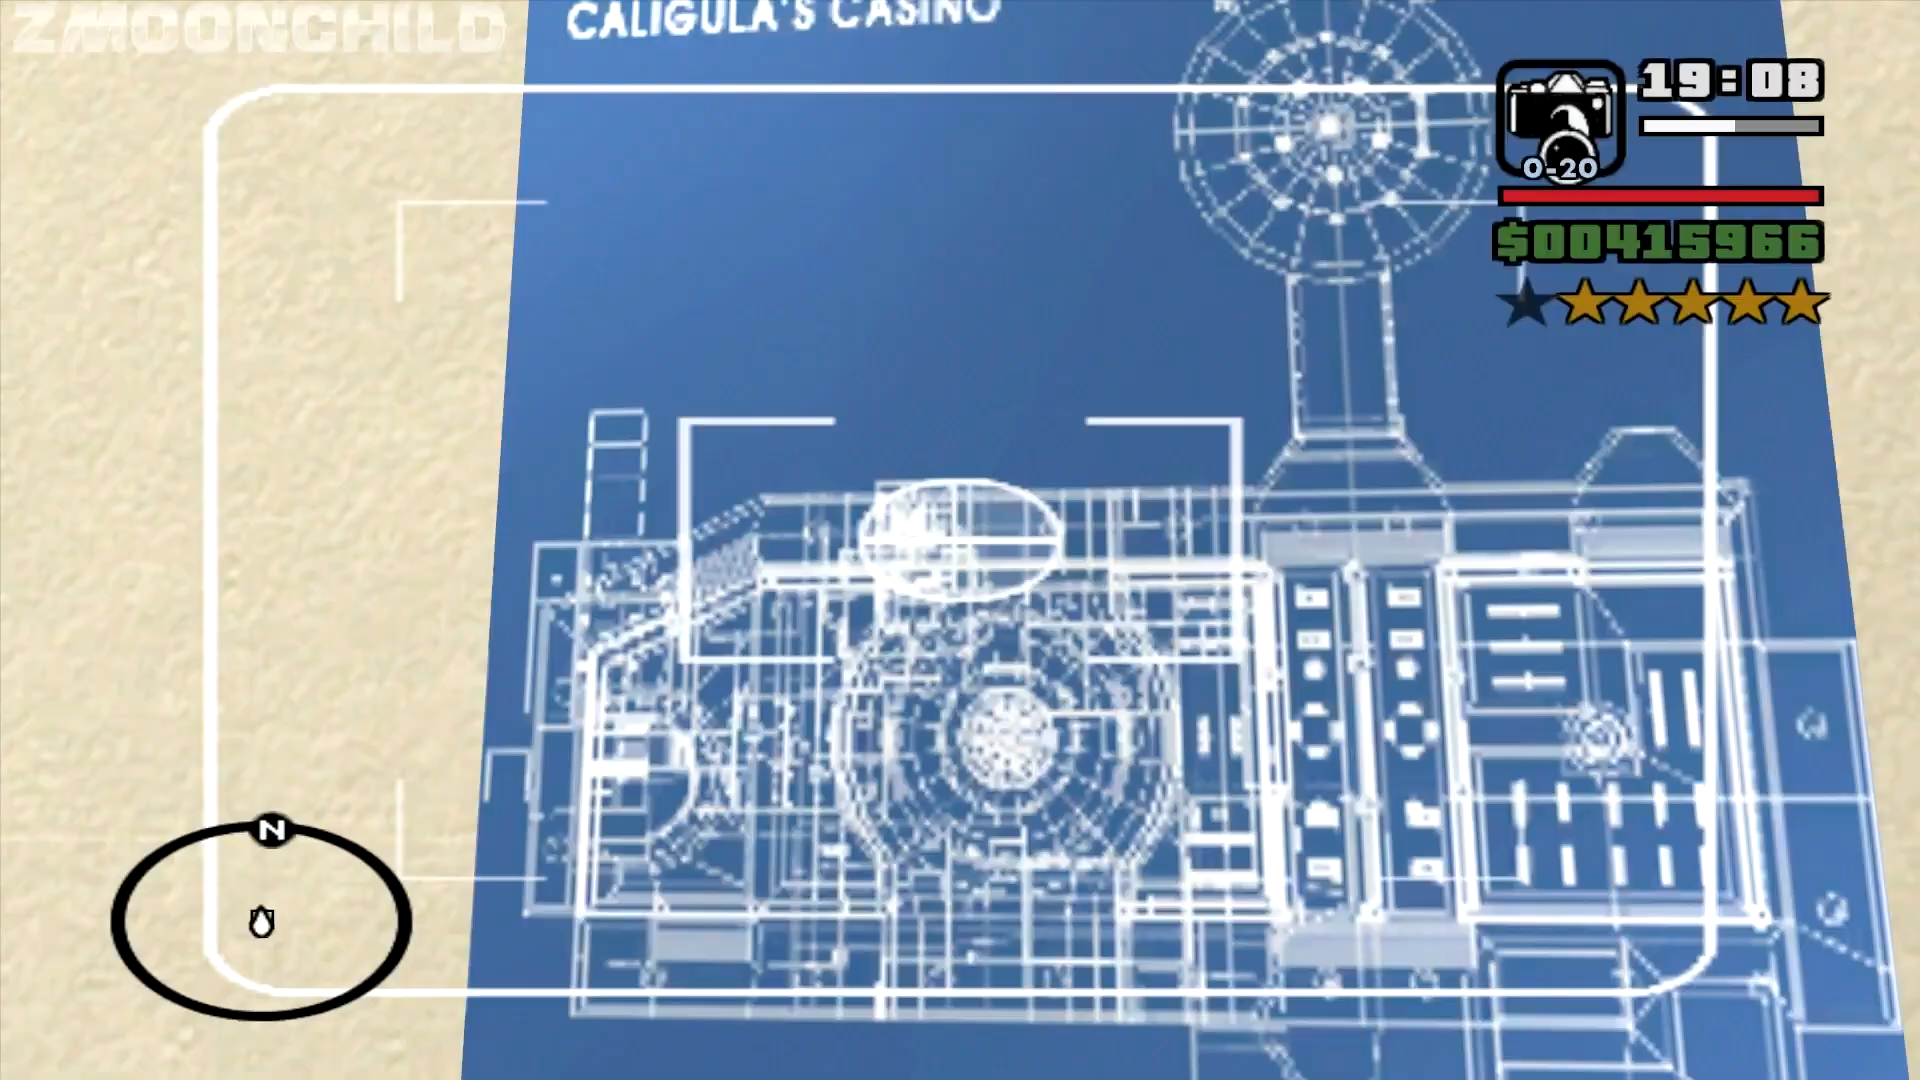 ZMOONCHILD
CALIGULA'S CASINO
19:08
0-20
$00415966
N